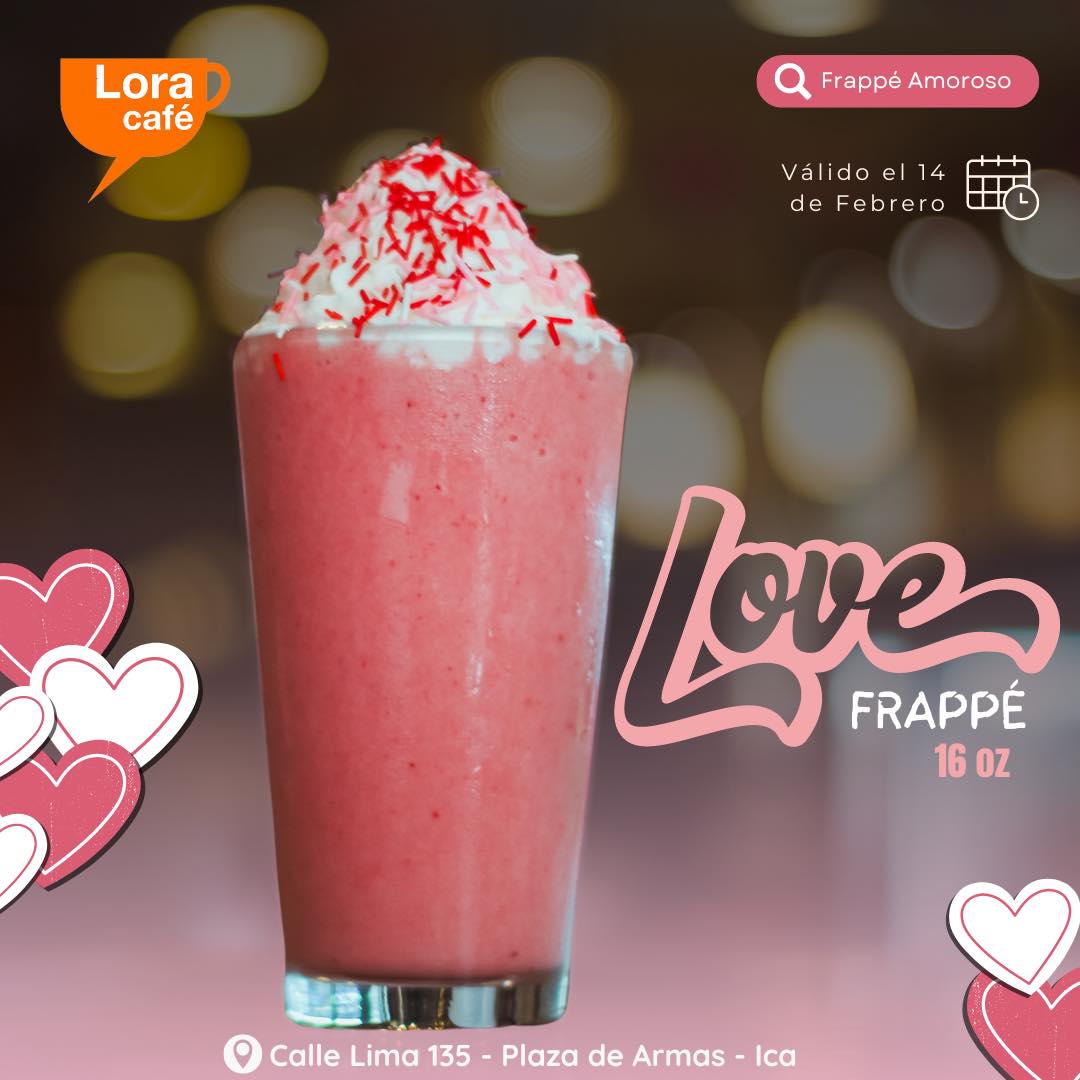 Lora
café
Frappé Amoroso
Válido el 14
de Febrero
Love
FRAPPÉ
16 oz
Calle Lima 135 - Plaza de Armas - Ica